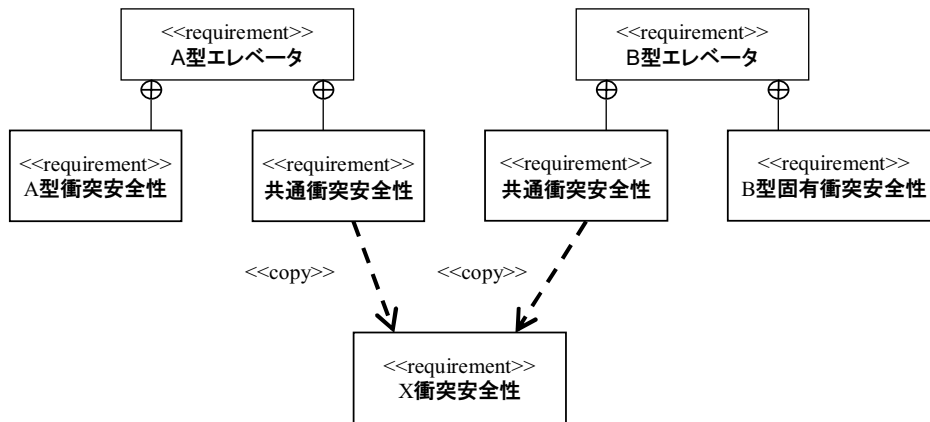 <<requirement>>
A型エレベータ
<<requirement>>
B型エレベータ
<<requirement>>
A型衝突安全性
<<requirement>>
共通衝突安全性
<<requirement>>
共通衝突安全性
<<requirement>>
B型固有衝突安全性
<<copy>>
<<copy>>
<<requirement>>
X衝突安全性